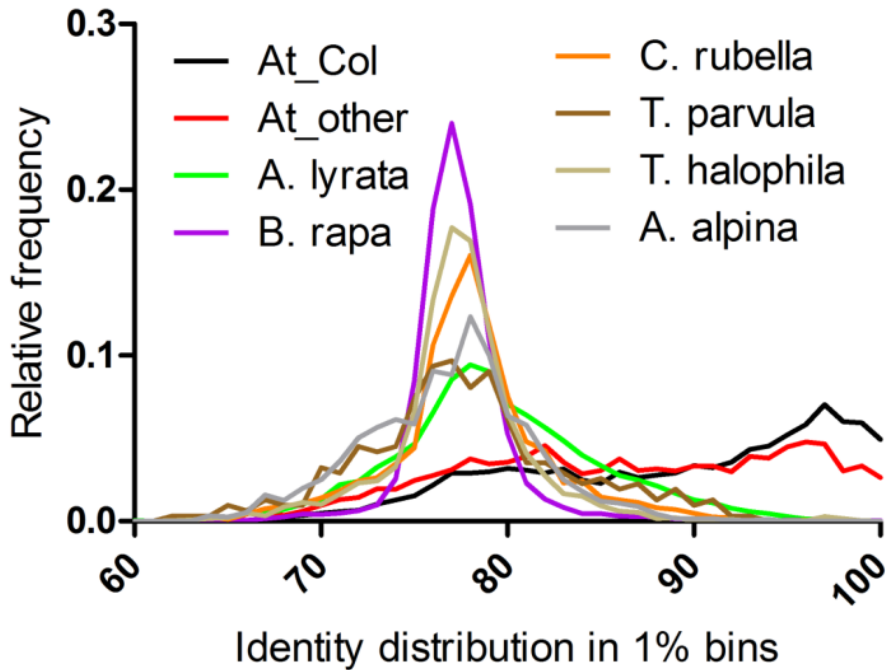 0.3
0.2
0.1
0.0
Relative frequency
At_Col
At_other
A. lyrata
B. rapa
C. rubella
T. parvula
T. halophila
A. alpina
60
70
80
90
100
Identity distribution in 1% bins